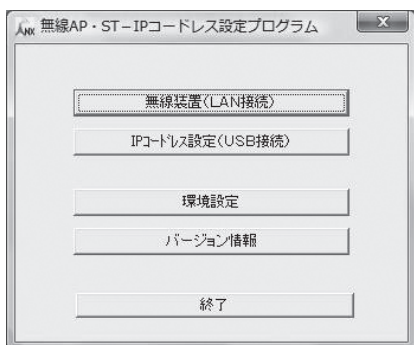 NX 無線AP・ST－IPコードレス設定プログラム
無線装置(LAN接続)
IPｺｰﾄﾞﾚｽ設定(USB接続)
環境設定
バージョン情報
終了